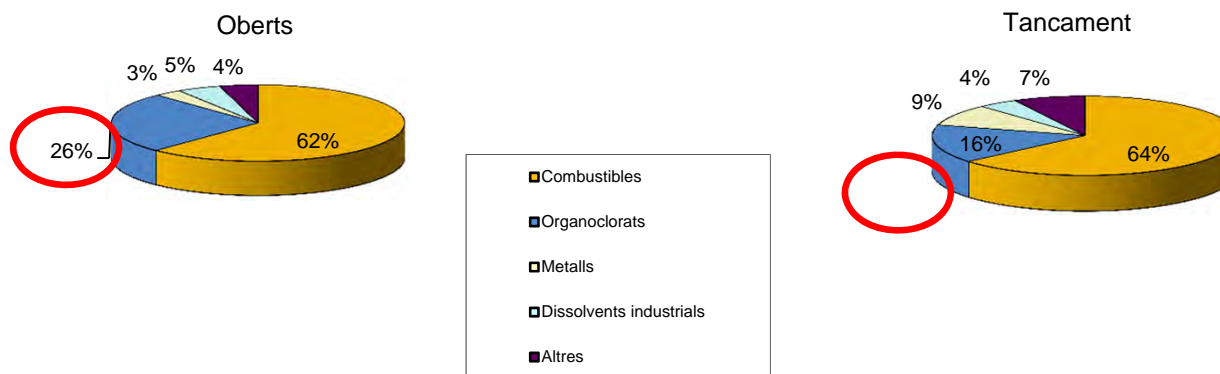 Oberts
3% 5% 4%
26%
62%
Combustibles
Organoclorats
Metalls
Dissolvents industrials
Altres
Tancament
4% 7%
9%
16%
64%